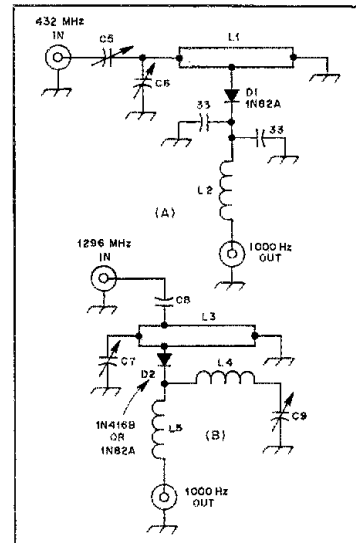 432 MHz
IN
C5
L1
C6
D1
1N82A
33
33
L2
(A)
1000 Hz
OUT
1296 MHz
IN
C8
L3
C7
D2
L4
1N416B
OR
1N82A
L5
(B)
C9
1000 Hz
OUT